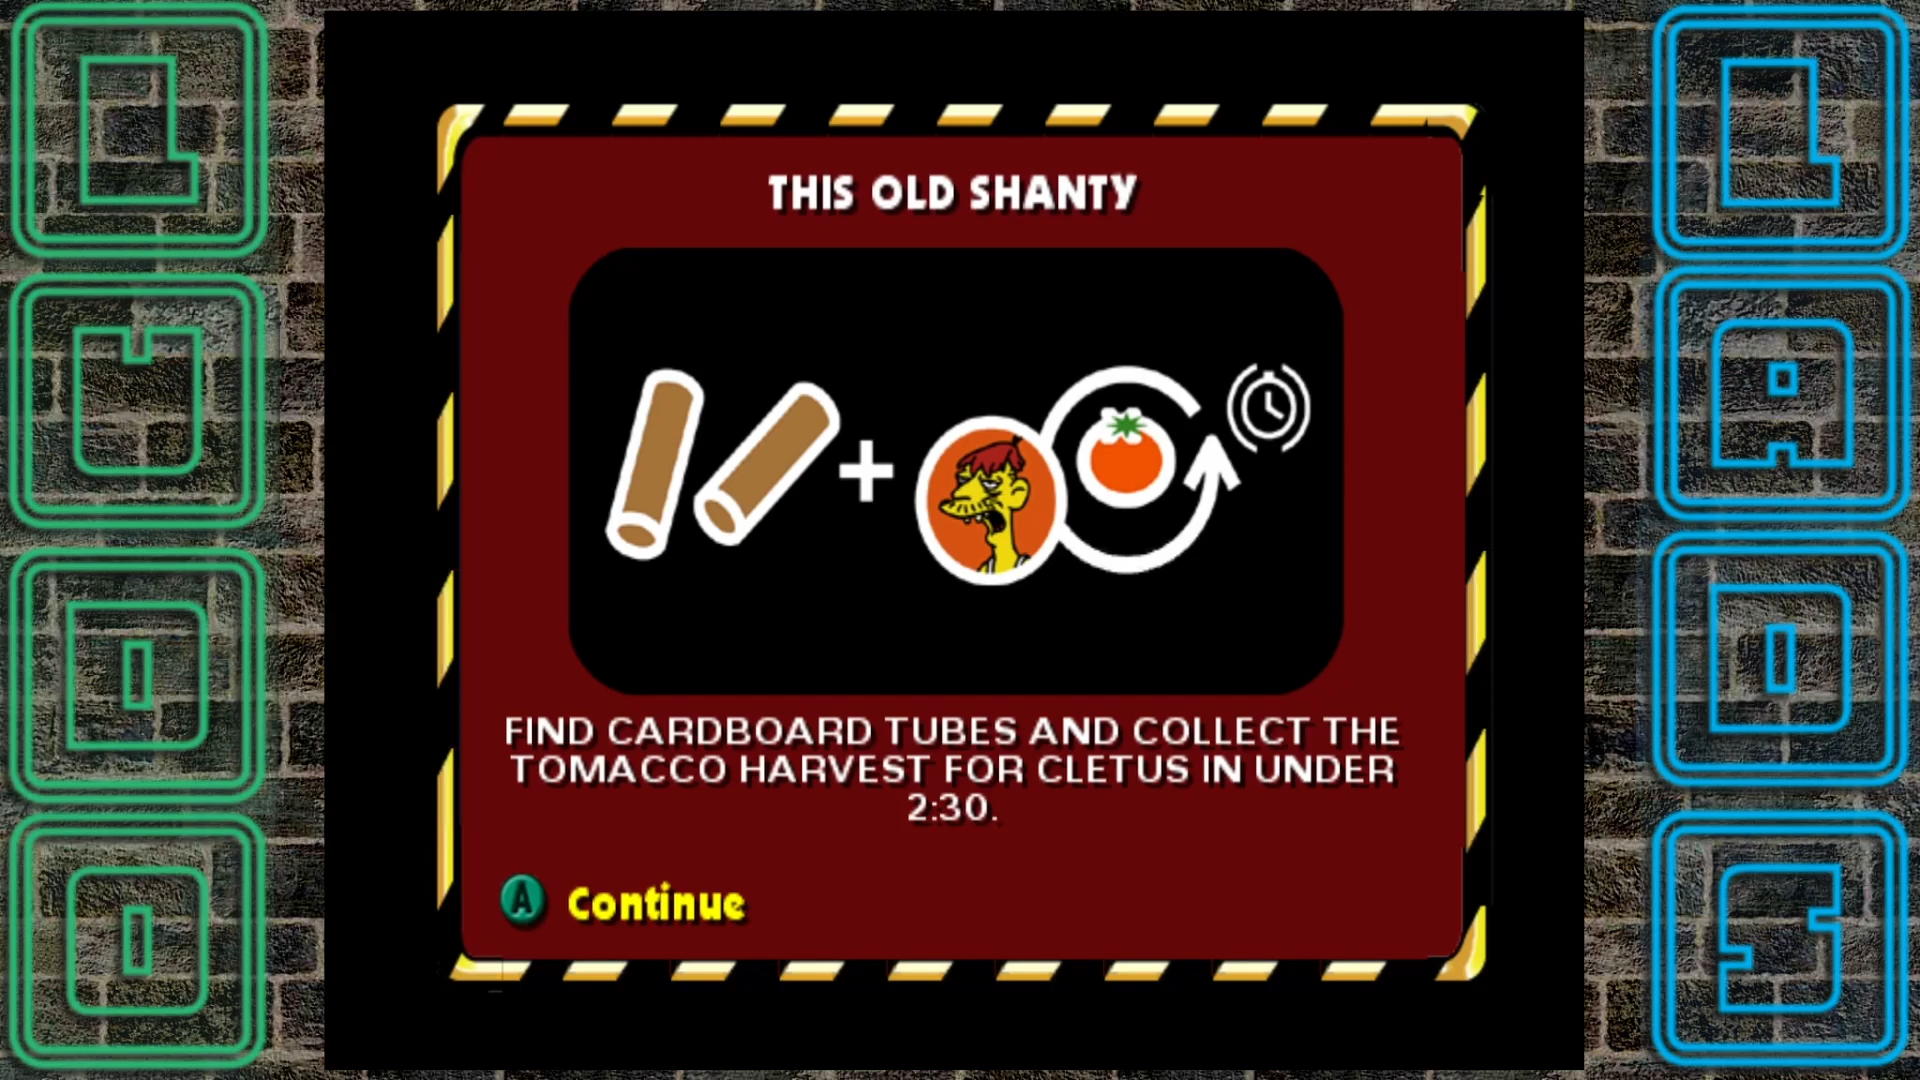 L
U
D
O
THIS OLD SHANTY
FIND CARDBOARD TUBES AND COLLECT THE
TOMACCO HARVEST FOR CLETUS IN UNDER
2:30.
A Continue
L
A
D
S